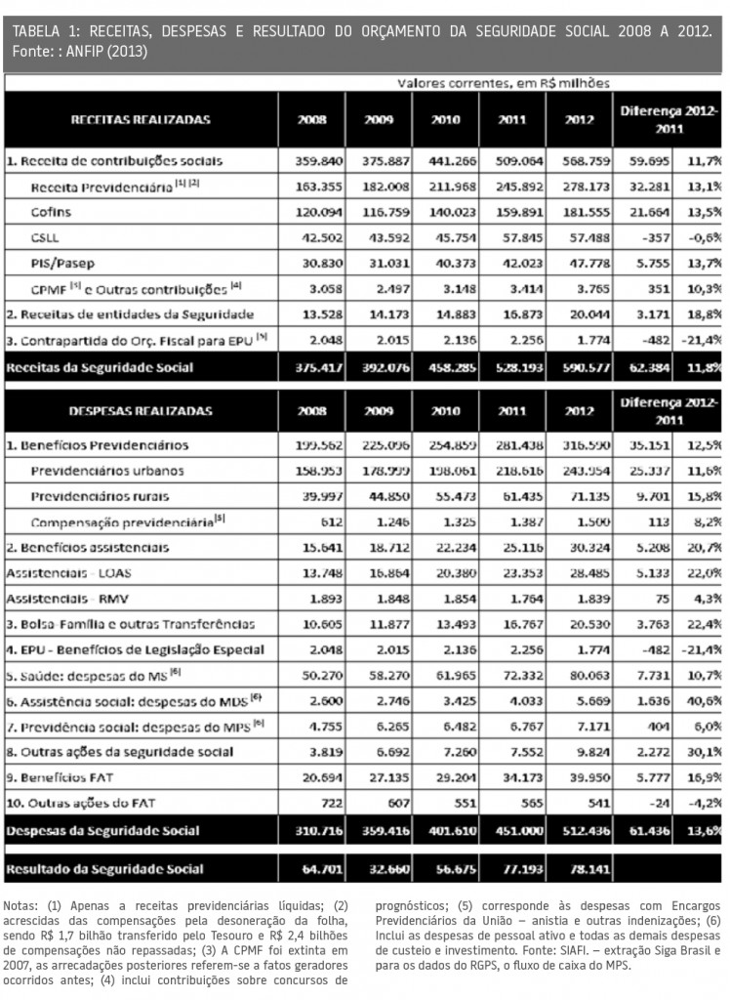 TABELA 1: RECEITAS, DESPESAS E RESULTADO DO ORÇAMENTO DA SEGURIDADE SOCIAL 2008 A 2012.
Fonte: : ANFIP (2013)
Valores correntes, em R$ milhões
RECEITAS REALIZADAS 2008 2009 2010 2011 2012 Diferença 2012-
2011
1. Receita de contribuições sociais 359.840 375.887 441.266 509.064 568.759 59.695 11,7%
Receita Previdenciária [1] [2] 163.355 182.008 211.968 245.892 278.173 32.281 13,1%
Cofins 120.094 116.759 140.023 159.891 181.555 21.664 13,5%
CSLL 42.502 43.592 45.754 57.845 57.488 -357 -0,6%
PIS/Pasep 30.830 31.031 40.373 42.023 47.778 5.755 13,7%
CPMF [3] e Outras contribuições [4] 3.058 2.497 3.148 3.414 3.765 351 10,3%
2. Receitas de entidades da Seguridade 13.528 14.173 14.883 16.873 20.044 3.171 18,8%
3. Contrapartida do Orç. Fiscal para EPU [5] 2.048 2.015 2.136 2.256 1.774 -482 -21,4%
Receitas da Seguridade Social 375.417 392.076 458.285 528.193 590.577 62.384 11,8%
DESPESAS REALIZADAS 2008 2009 2010 2011 2012 Diferença 2012-
2011
1. Benefícios Previdenciários 199.562 225.096 254.859 281.438 316.590 35.151 12,5%
Previdenciários urbanos 158.953 178.999 198.061 218.616 243.954 25.337 11,6%
Previdenciários rurais 39.997 44.850 55.473 61.435 71.135 9.701 15,8%
Compensação previdenciária[5] 612 1.246 1.325 1.387 1.500 113 8,2%
2. Benefícios assistenciais 15.641 18.712 22.234 25.116 30.324 5.208 20,7%
Assistenciais - LOAS 13.748 16.864 20.380 23.353 28.485 5.133 22,0%
Assistenciais - RMV 1.893 1.848 1.854 1.764 1.839 75 4,3%
3. Bolsa-Família e outras Transferências 10.605 11.877 13.493 16.767 20.530 3.763 22,4%
4. EPU - Benefícios de Legislação Especial 2.048 2.015 2.136 2.256 1.774 -482 -21,4%
5. Saúde: despesas do MS [6] 50.270 58.270 61.965 72.332 80.063 7.731 10,7%
6. Assistência social: despesas do MDS [6] 2.600 2.746 3.425 4.033 5.669 1.636 40,6%
7. Previdência social: despesas do MPS [6] 4.755 6.265 6.482 6.767 7.171 404 6,0%
8. Outras ações da seguridade social 3.819 6.692 7.260 7.552 9.824 2.272 30,1%
9. Benefícios FAT 20.694 27.135 29.204 34.173 39.950 5.777 16,9%
10. Outras ações do FAT 722 607 551 565 541 -24 -4,2%
Despesas da Seguridade Social 310.716 359.416 401.610 451.000 512.436 61.436 13,6%
Resultado da Seguridade Social 64.701 32.660 56.675 77.193 78.141
Notas: (1) Apenas a receitas previdenciárias líquidas; (2)
acrescidas das compensações pela desoneração da folha,
sendo R$ 1,7 bilhão transferido pelo Tesouro e R$ 2,4 bilhões
de compensações não repassadas; (3) A CPMF foi extinta em
2007, as arrecadações posteriores referem-se a fatos geradores
ocorridos antes; (4) inclui contribuições sobre concursos de
prognósticos; (5) corresponde às despesas com Encargos
Previdenciários da União – anistia e outras indenizações; (6)
Inclui as despesas de pessoal ativo e todas as demais despesas
de custeio e investimento. Fonte: SIAFI. – extração Siga Brasil e
para os dados do RGPS, o fluxo de caixa do MPS.